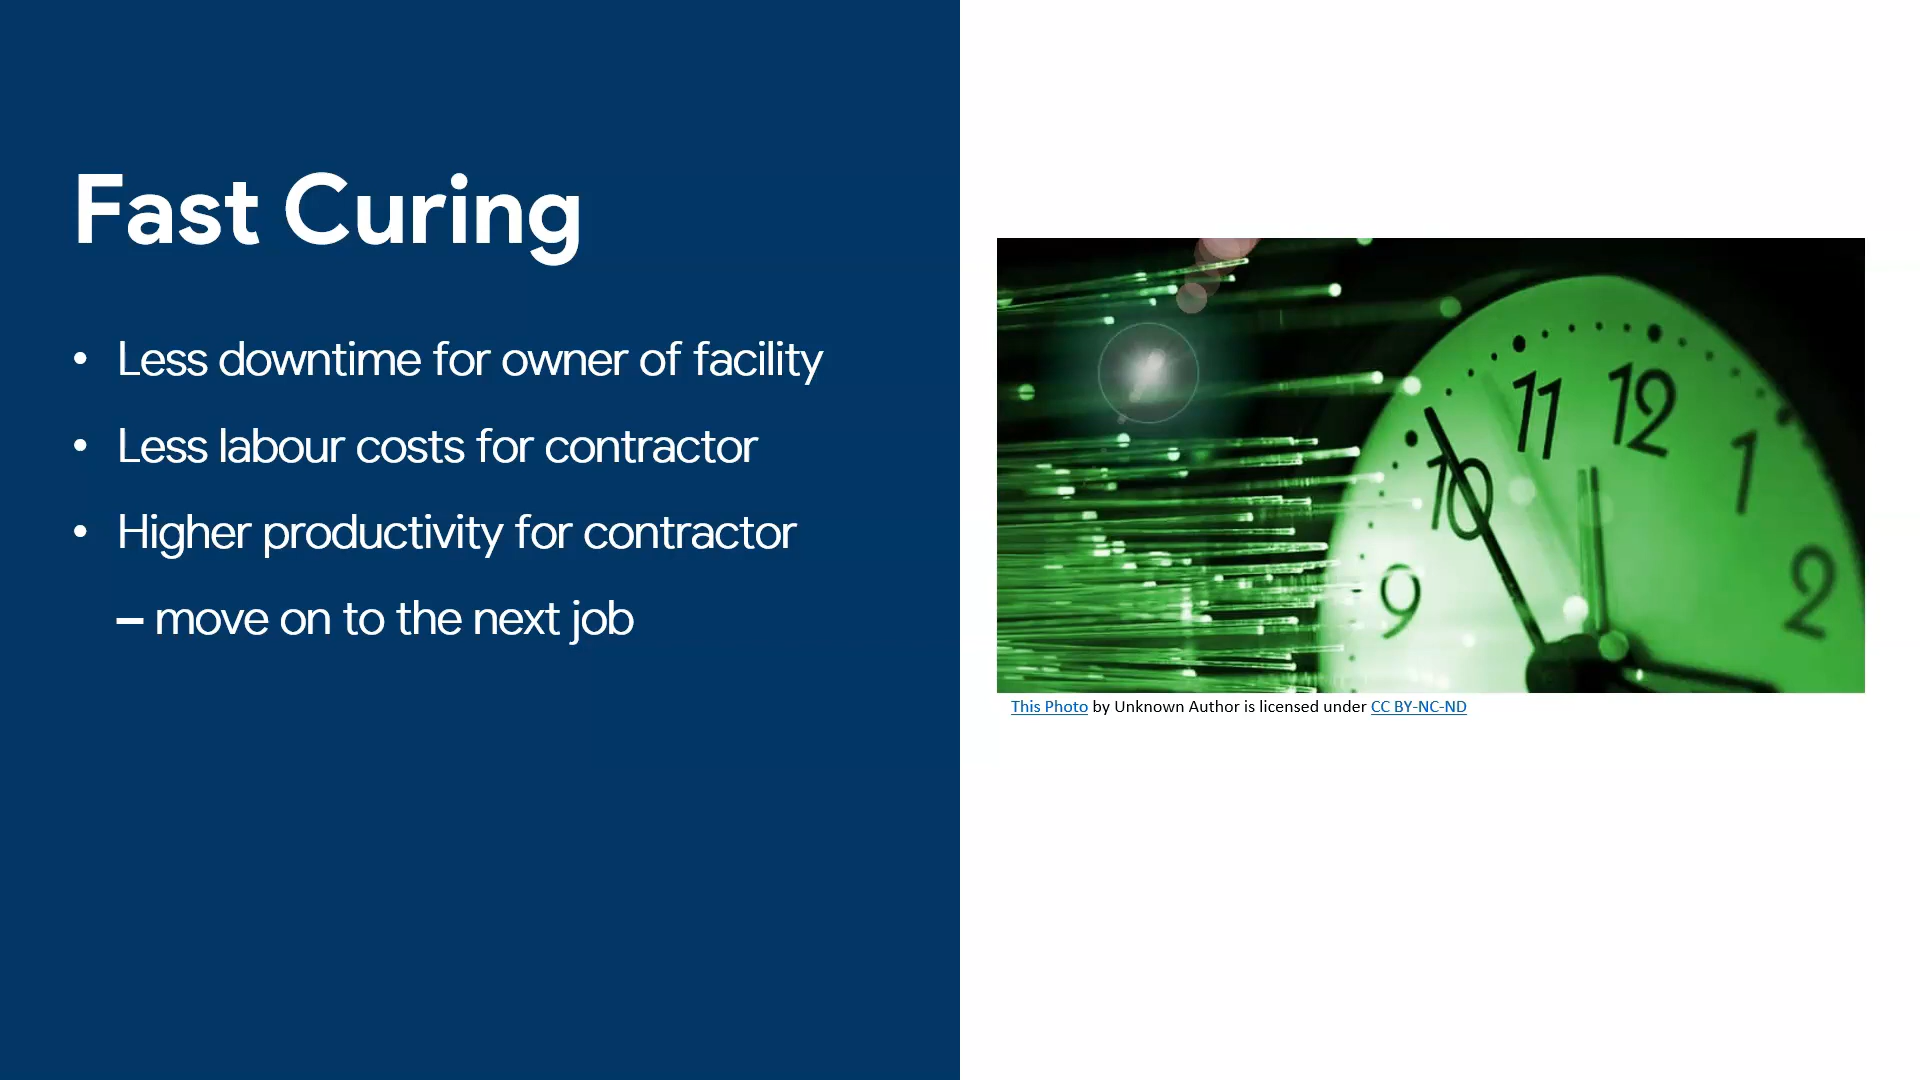 Fast Curing
• Less downtime for owner of facility
• Less labour costs for contractor
• Higher productivity for contractor
– move on to the next job
11 12
10 1
9 2
This Photo by Unknown Author is licensed under CC BY-NC-ND